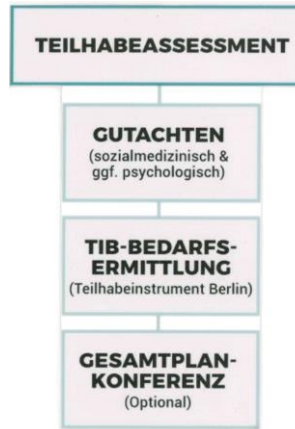 TEILHABEASSESSMENT
GUTACHTEN
(sozialmedizinisch &
ggf. psychologisch)
TIB-BEDARFS-
ERMITTLUNG
(Teilhabeinstrument Berlin)
GESAMTPLAN-
KONFERENZ
(Optional)